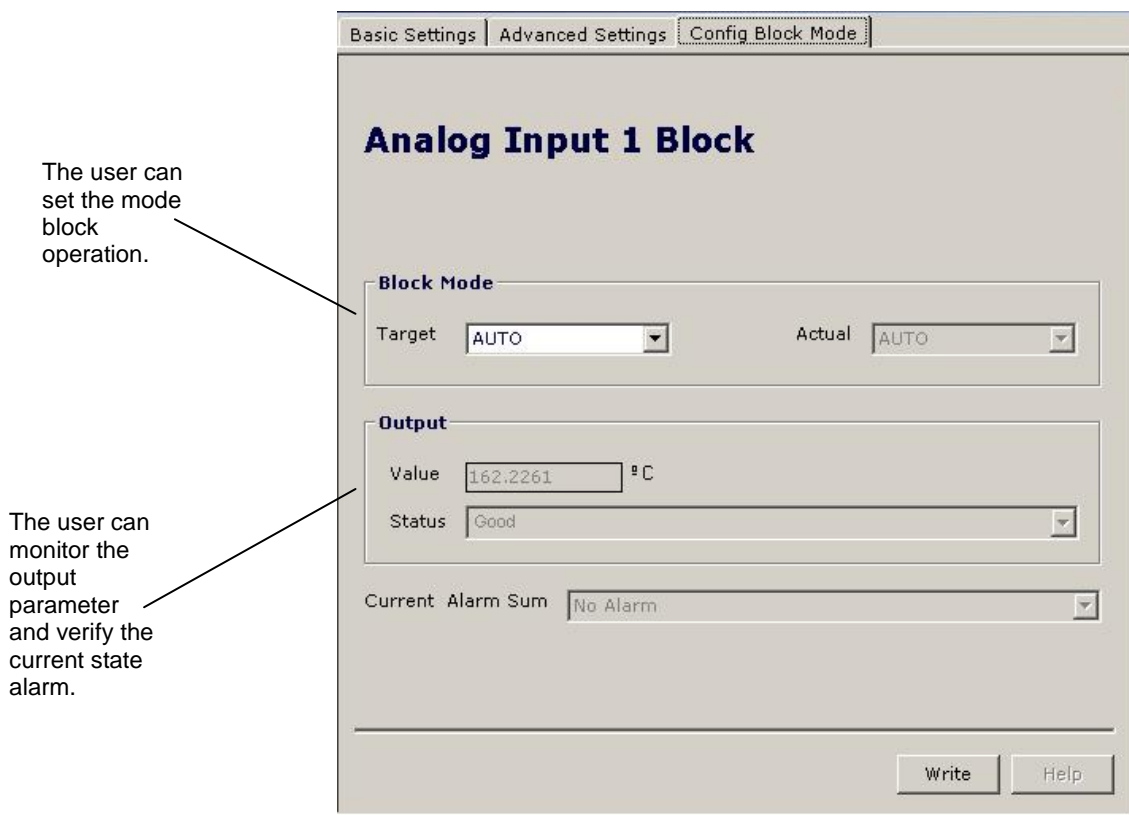 Basic Settings
Advanced Settings
Config Block Mode
Analog Input 1 Block
The user can
set the mode
block
operation.
Block Mode
Target
AUTO
Actual
AUTO
Output
Value
162.2261
ºC
Status
Good
The user can
monitor the
output
parameter
and verify the
current state
alarm.
Current Alarm Sum
No Alarm
Write
Help